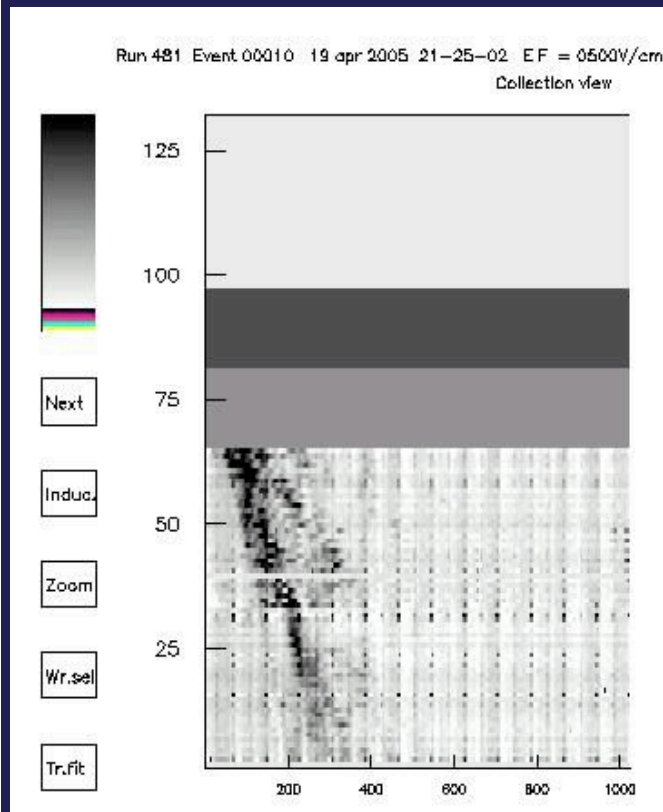 Run 481 Event 00010 19 apr 2005 21-25-02 EF = 0500V/cm
Collection view
125
100
75
50
25
Next
Induc.
Zoom
Wr.sel
Tr.fit
200 400 600 800 1000